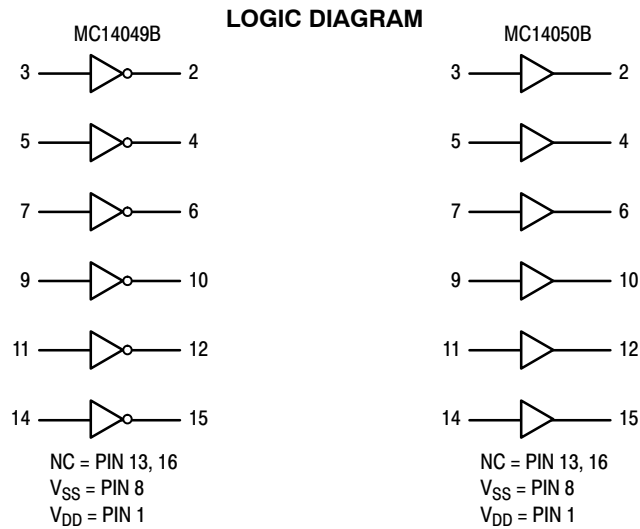 LOGIC DIAGRAM
MC14049B
3 2
5 4
7 6
9 10
11 12
14 15
NC = PIN 13, 16
VSS = PIN 8
VDD = PIN 1
MC14050B
3 2
5 4
7 6
9 10
11 12
14 15
NC = PIN 13, 16
VSS = PIN 8
VDD = PIN 1